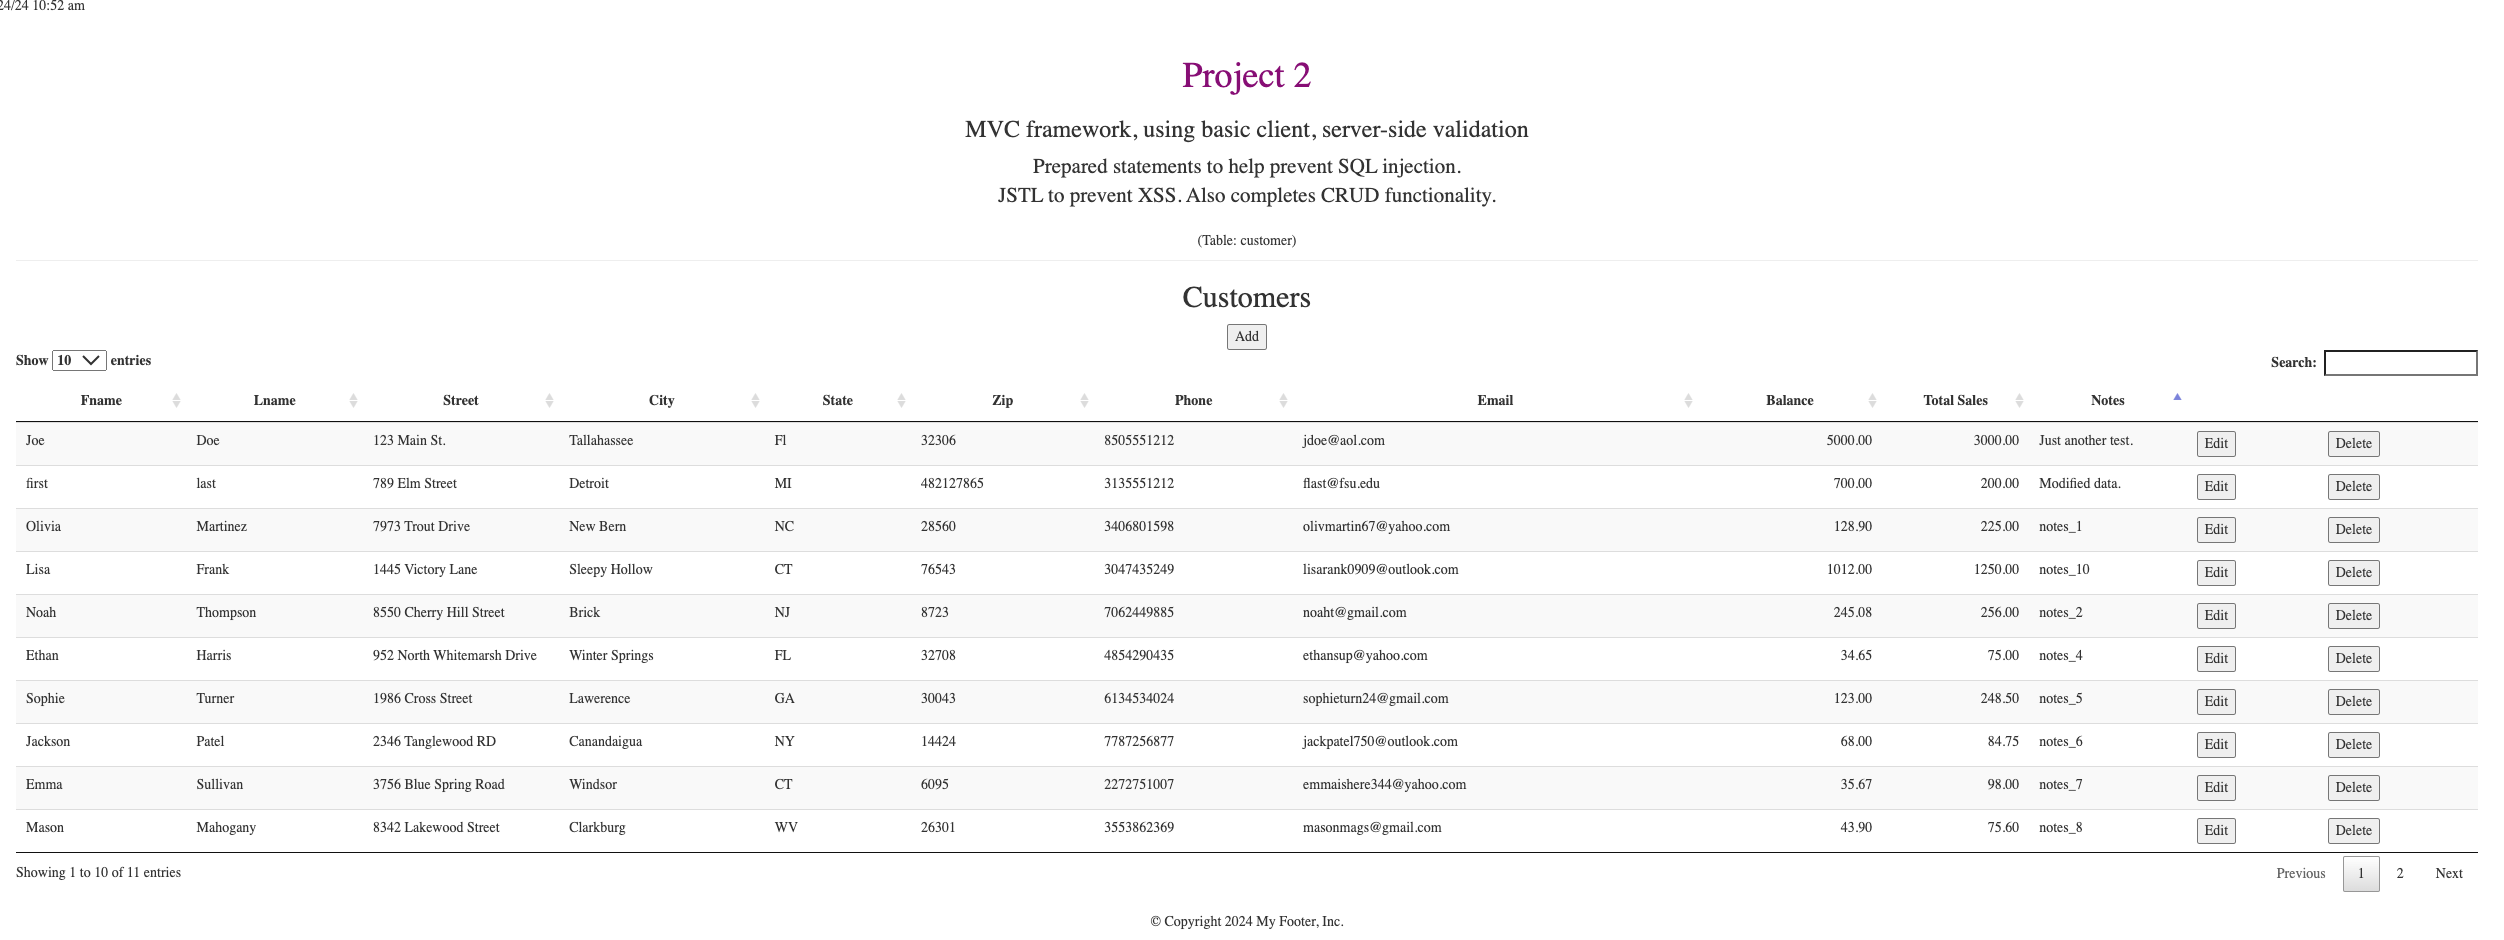 24/24 10:52 am
Project 2
MVC framework, using basic client, server-side validation
Prepared statements to help prevent SQL injection.
JSTL to prevent XSS. Also completes CRUD functionality.
(Table: customer)
Customers
Add
Show 10 entries Search:
Fname Lname Street City State Zip Phone Email Balance Total Sales Notes
Joe Doe 123 Main St. Tallahassee Fl 32306 8505551212 jdoe@aol.com 5000.00 3000.00 Just another test. Edit Delete
first last 789 Elm Street Detroit MI 482127865 3135551212 flast@fsu.edu 700.00 200.00 Modified data. Edit Delete
Olivia Martinez 7973 Trout Drive New Bern NC 28560 3406801598 olivmartin67@yahoo.com 128.90 225.00 notes_1 Edit Delete
Lisa Frank 1445 Victory Lane Sleepy Hollow CT 76543 3047435249 lisarank0909@outlook.com 1012.00 1250.00 notes_10 Edit Delete
Noah Thompson 8550 Cherry Hill Street Brick NJ 8723 7062449885 noaht@gmail.com 245.08 256.00 notes_2 Edit Delete
Ethan Harris 952 North Whitemarsh Drive Winter Springs FL 32708 4854290435 ethansup@yahoo.com 34.65 75.00 notes_4 Edit Delete
Sophie Turner 1986 Cross Street Lawerence GA 30043 6134534024 sophieturn24@gmail.com 123.00 248.50 notes_5 Edit Delete
Jackson Patel 2346 Tanglewood RD Canandaigua NY 14424 7787256877 jackpatel750@outlook.com 68.00 84.75 notes_6 Edit Delete
Emma Sullivan 3756 Blue Spring Road Windsor CT 6095 2272751007 emmaishere344@yahoo.com 35.67 98.00 notes_7 Edit Delete
Mason Mahogany 8342 Lakewood Street Clarkburg WV 26301 3553862369 masonmags@gmail.com 43.90 75.60 notes_8 Edit Delete
Showing 1 to 10 of 11 entries Previous 1 2 Next
© Copyright 2024 My Footer, Inc.